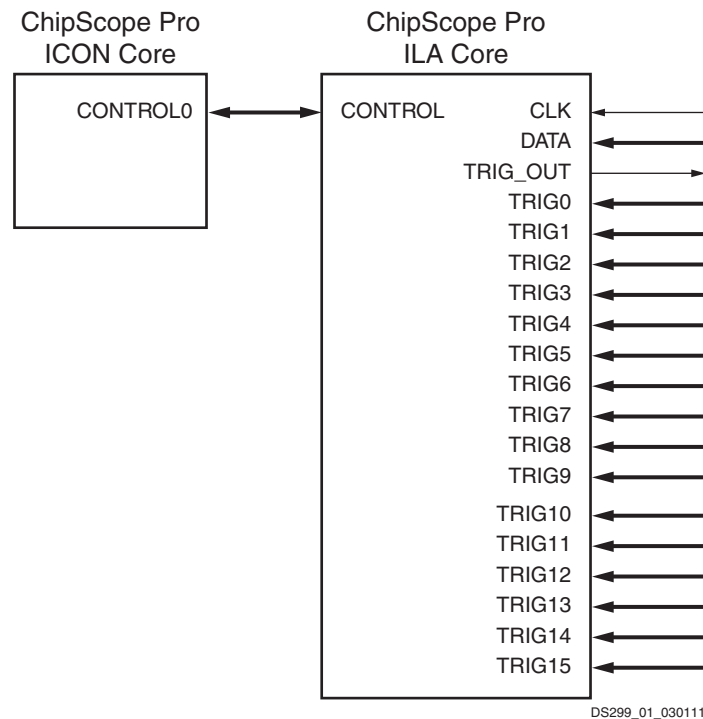 ChipScope Pro
ICON Core
ChipScope Pro
ILA Core
CONTROL0
CONTROL
CLK
DATA
TRIG_OUT
TRIG0
TRIG1
TRIG2
TRIG3
TRIG4
TRIG5
TRIG6
TRIG7
TRIG8
TRIG9
TRIG10
TRIG11
TRIG12
TRIG13
TRIG14
TRIG15
DS299_01_030111